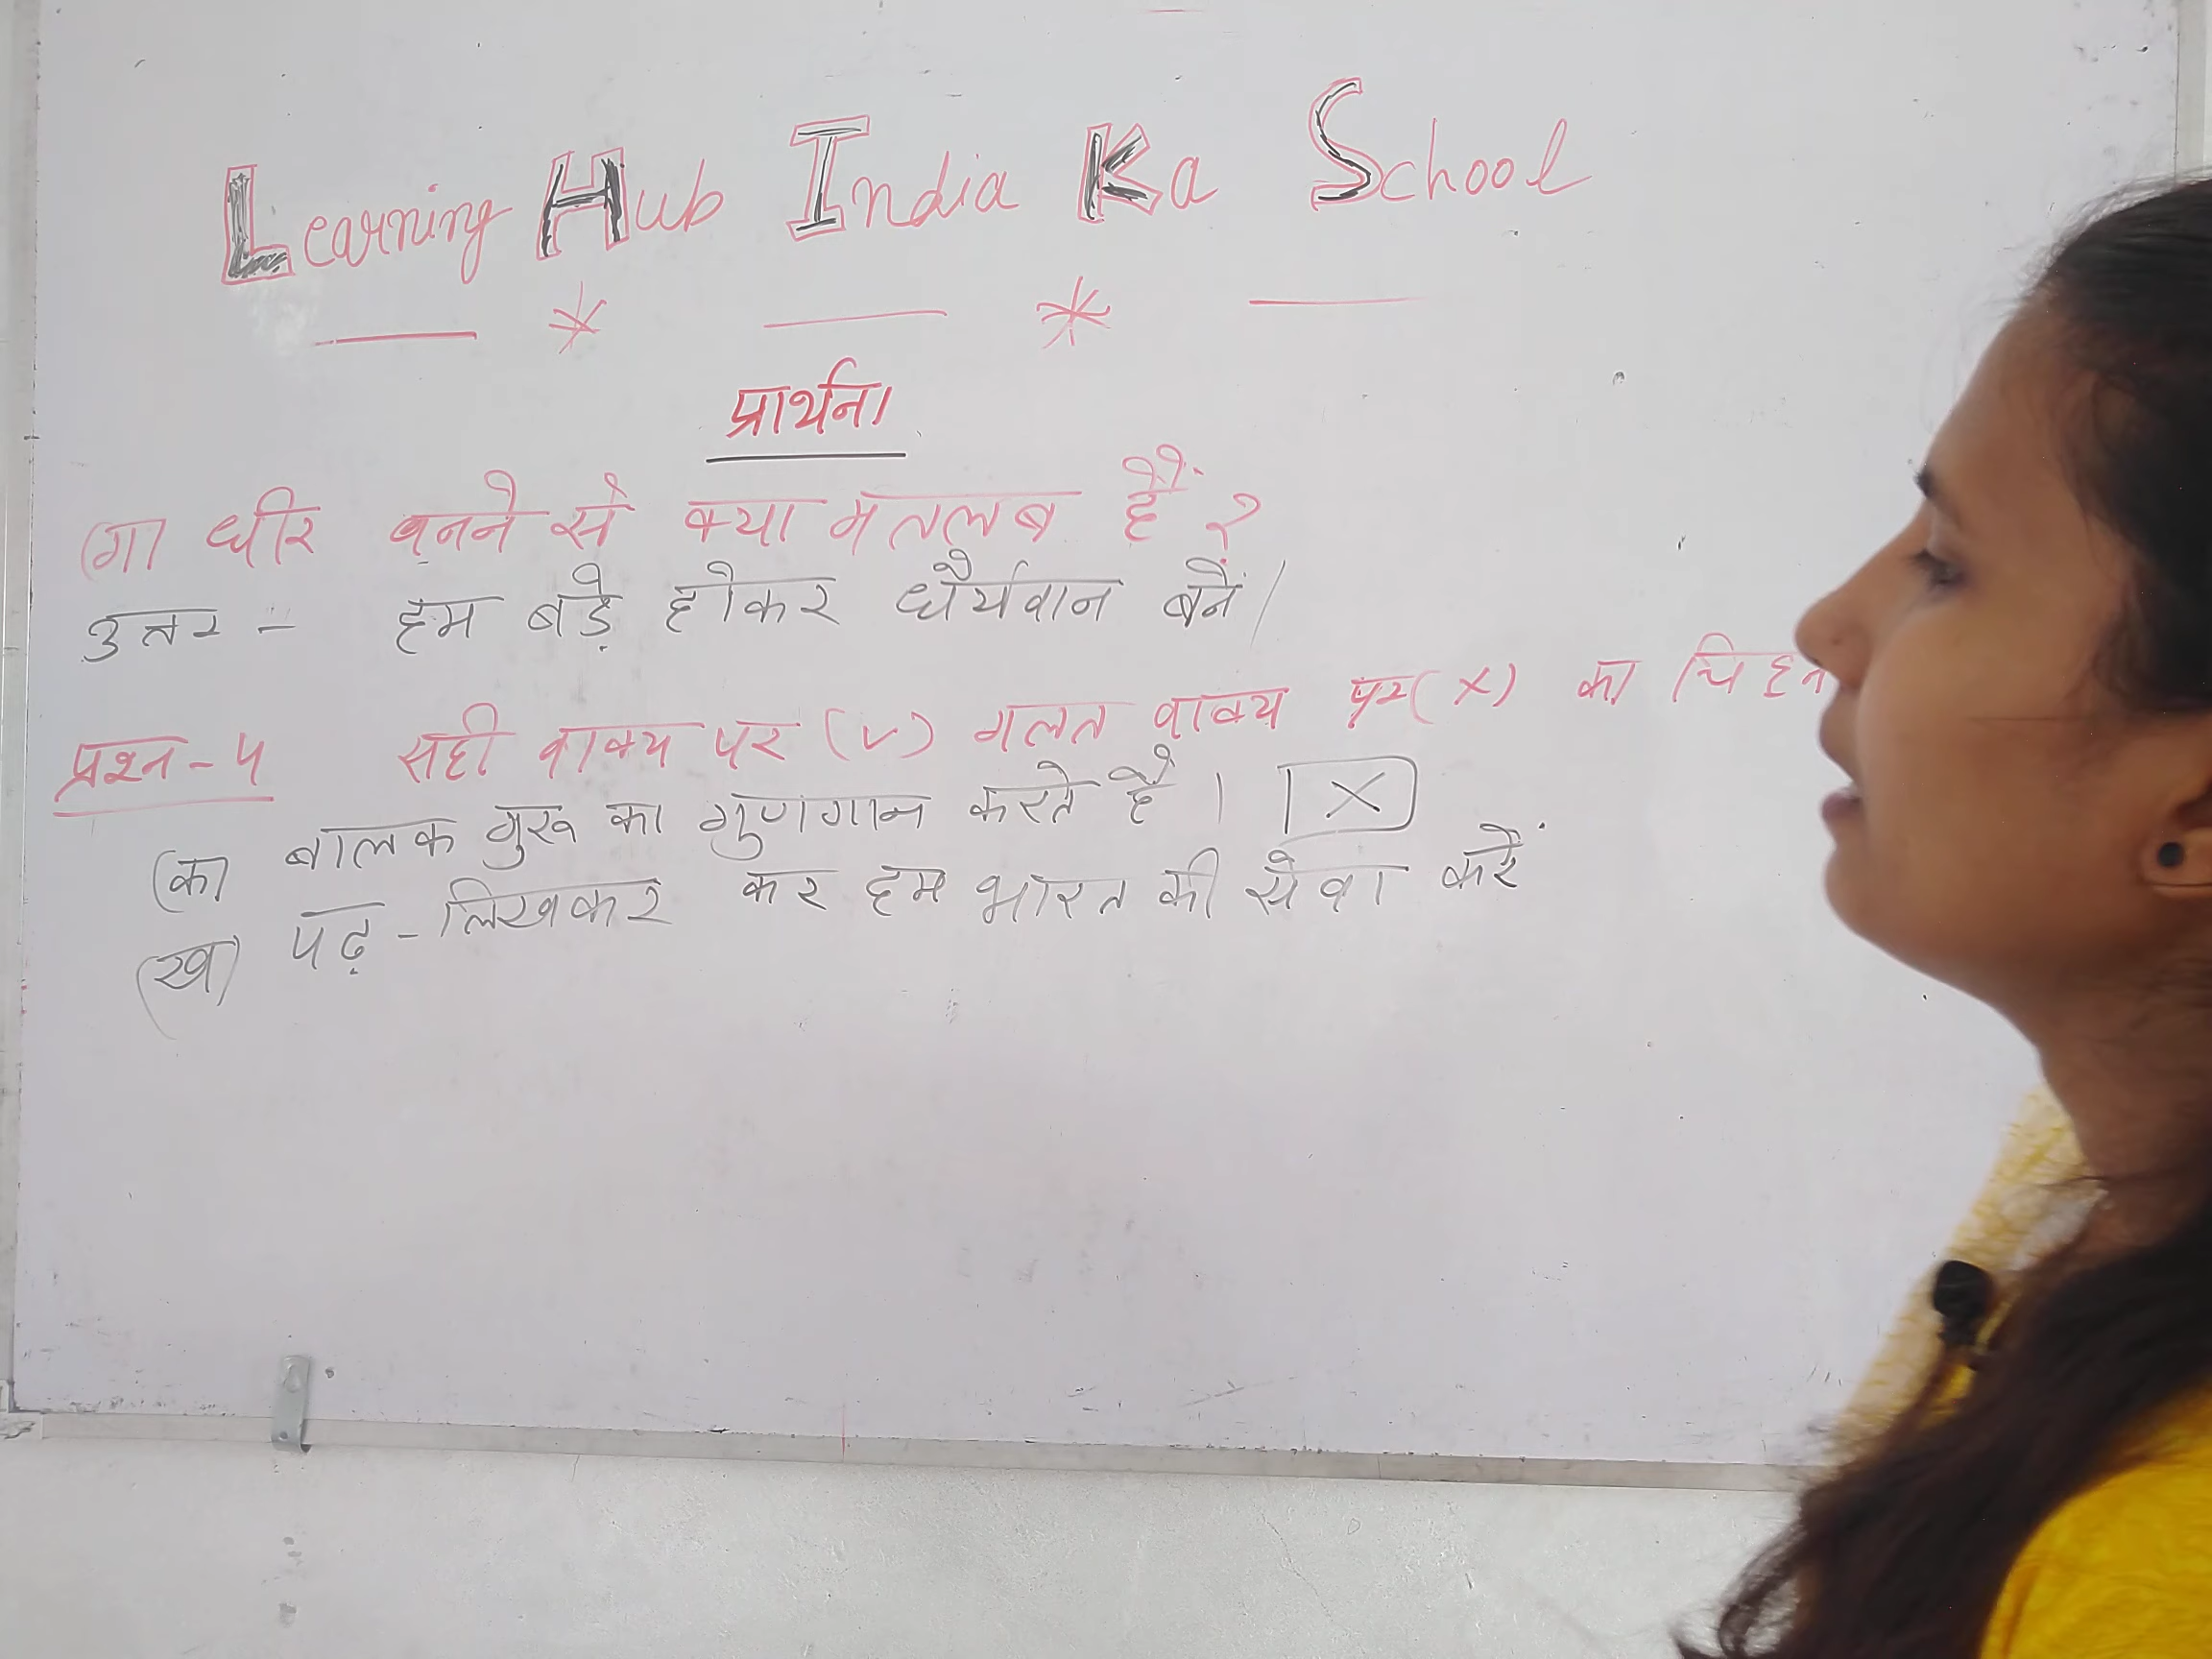 Learning Hub India Ka School
प्रार्थना
(ग) धीर बनने से क्या मतलब हैं ?
उत्तर - हम बड़े होकर धैर्यवान बनें।
प्रश्न-५ सही वाक्य पर (✓) गलत वाक्य पर (×) का चिह्न
(क) बालक गुरू का गुणगान करते है। ×
(ख) पढ़-लिखकर कर हम भारत की सेवा करें